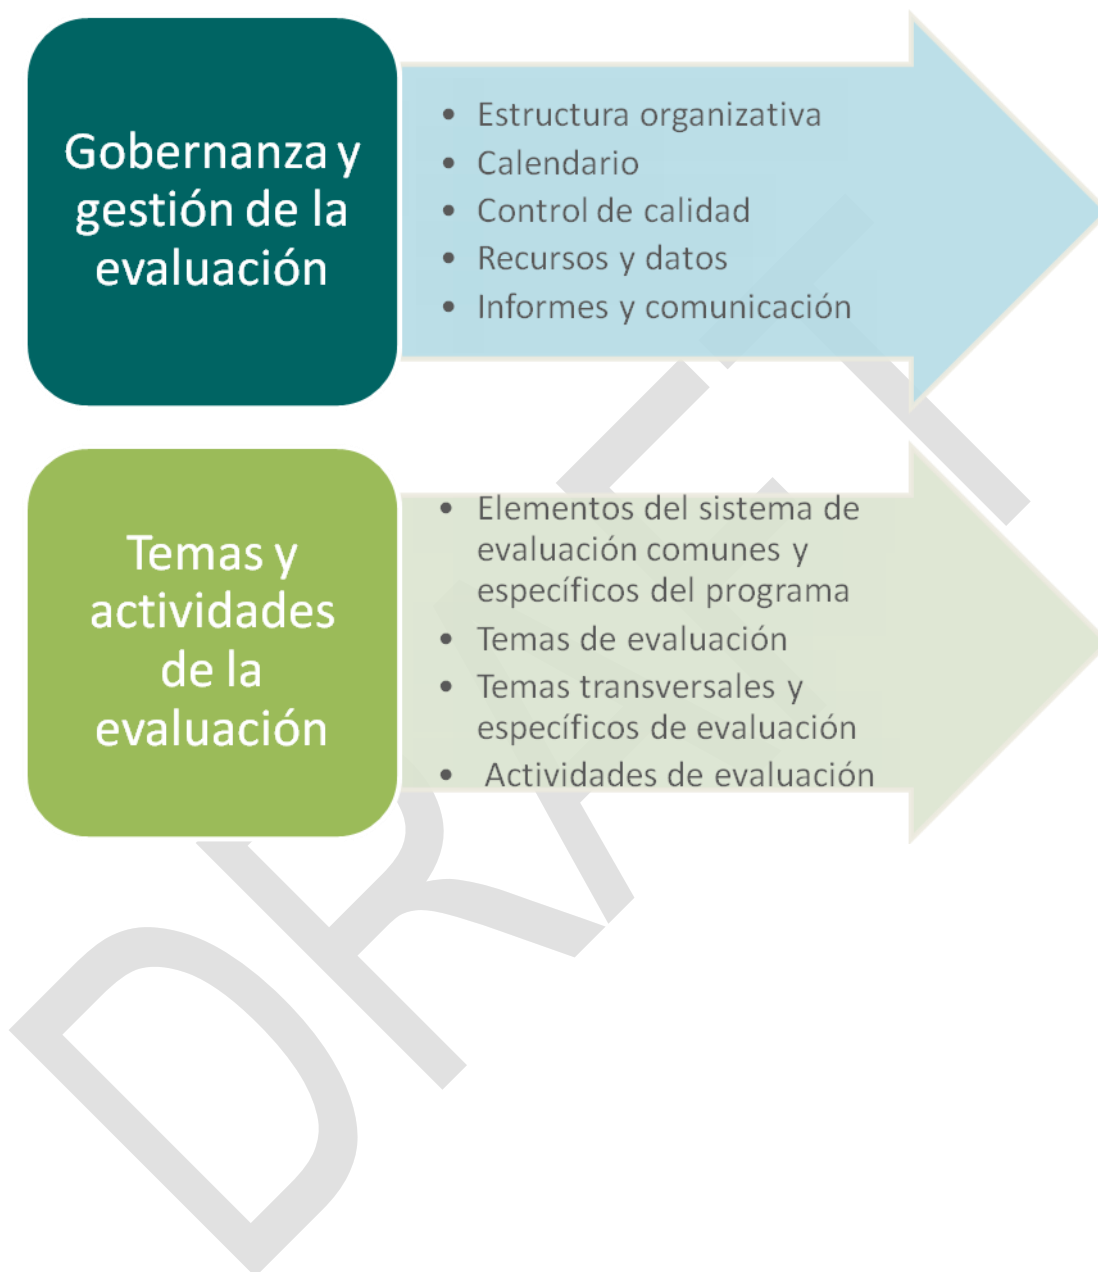 Gobernanza y
gestión de la
evaluación
• Estructura organizativa
• Calendario
• Control de calidad
• Recursos y datos
• Informes y comunicación
Temas y
actividades
de la
evaluación
• Elementos del sistema de
evaluación comunes y
específicos del programa
• Temas de evaluación
• Temas transversales y
específicos de evaluación
• Actividades de evaluación
DRAFT